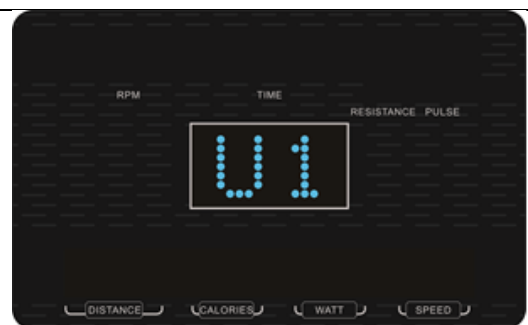 RPM TIME
RESISTANCE PULSE
U1
DISTANCE CALORIES WATT SPEED